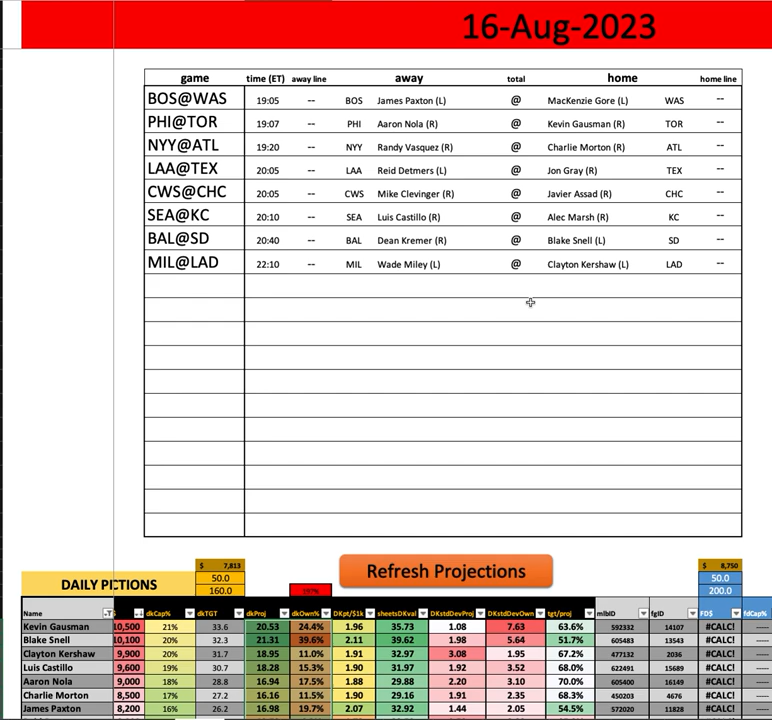 16-Aug-2023
game time (ET) away line away total home home line
BOS@WAS 19:05 -- BOS James Paxton (L) @ MacKenzie Gore (L) WAS --
PHI@TOR 19:07 -- PHI Aaron Nola (R) @ Kevin Gausman (R) TOR --
NYY@ATL 19:20 -- NYY Randy Vasquez (R) @ Charlie Morton (R) ATL --
LAA@TEX 20:05 -- LAA Reid Detmers (L) @ Jon Gray (R) TEX --
CWS@CHC 20:05 -- CWS Mike Clevinger (R) @ Javier Assad (R) CHC --
SEA@KC 20:10 -- SEA Luis Castillo (R) @ Alec Marsh (R) KC --
BAL@SD 20:40 -- BAL Dean Kremer (R) @ Blake Snell (L) SD --
MIL@LAD 22:10 -- MIL Wade Miley (L) @ Clayton Kershaw (L) LAD --
$ 7,813 Refresh Projections $ 8,750
DAILY PICTIONS 50.0 50.0
160.0 200.0
Name $ dkCap% dkTGT dkProj dkOwn% DKpt/$1k sheetsDKval DKstdDevProj DKstdDevOwn tgt/proj mlbID fgID FD$ fdCap%
Kevin Gausman 10,500 21% 33.6 20.53 24.4% 1.96 35.73 1.08 7.63 63.6% 592332 14107 #CALC!
Blake Snell 10,100 20% 32.3 21.31 39.6% 2.11 39.62 1.98 5.64 51.7% 605483 13543 #CALC!
Clayton Kershaw 9,900 20% 31.7 18.95 11.0% 1.91 32.97 3.08 1.95 67.2% 477132 2036 #CALC!
Luis Castillo 9,600 19% 30.7 18.28 15.3% 1.90 31.97 1.92 3.52 68.0% 622491 15689 #CALC!
Aaron Nola 9,000 18% 28.8 16.94 17.5% 1.88 29.88 2.20 3.10 70.0% 605400 16149 #CALC!
Charlie Morton 8,500 17% 27.2 16.16 11.5% 1.90 29.16 1.91 2.35 68.3% 450203 4676 #CALC!
James Paxton 8,200 16% 26.2 16.98 19.7% 2.07 32.92 1.44 2.05 54.5% 572020 11828 #CALC!